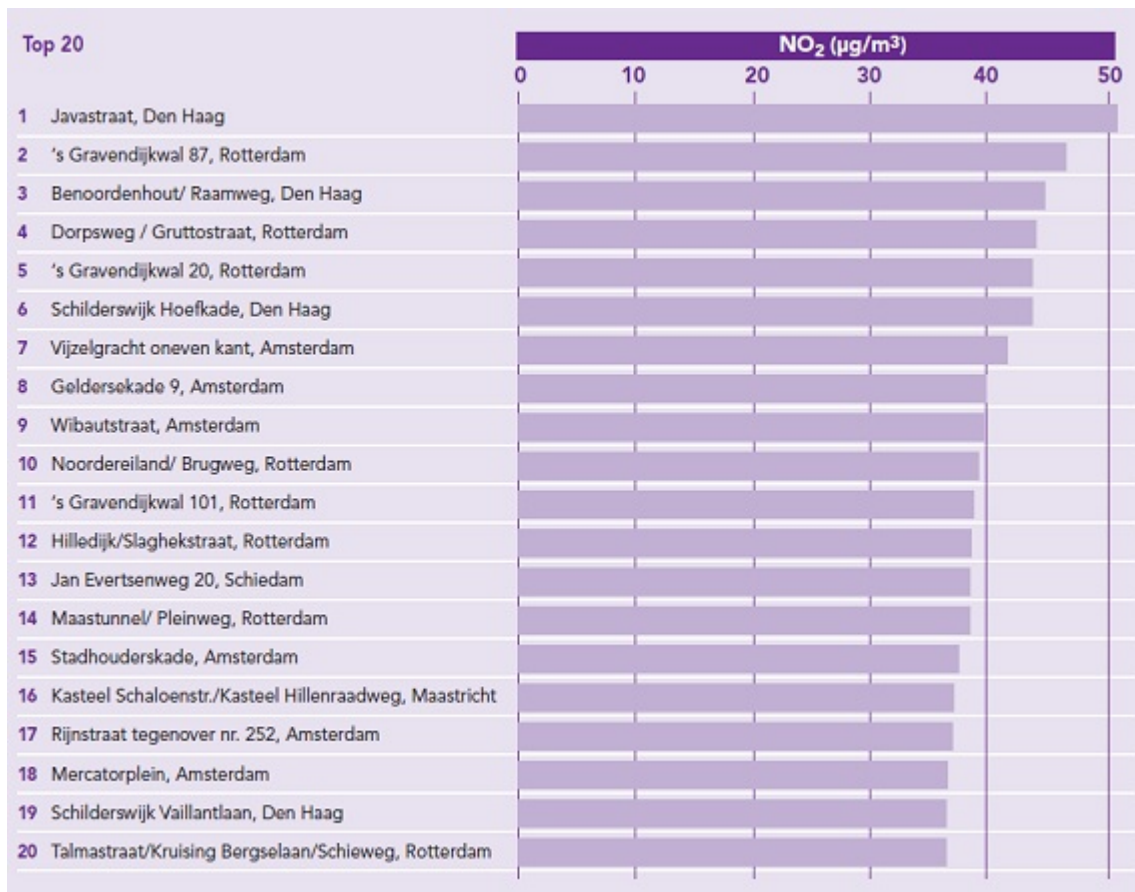 Top 20
NO₂ (µg/m³)
0 10 20 30 40 50
1 Javastraat, Den Haag
2 ‘s Gravendijkwal 87, Rotterdam
3 Benoordenhout/ Raamweg, Den Haag
4 Dorpsweg / Gruttostraat, Rotterdam
5 ‘s Gravendijkwal 20, Rotterdam
6 Schilderswijk Hoefkade, Den Haag
7 Vijzelgracht oneven kant, Amsterdam
8 Geldersekade 9, Amsterdam
9 Wibautstraat, Amsterdam
10 Noordereiland/ Brugweg, Rotterdam
11 ‘s Gravendijkwal 101, Rotterdam
12 Hilledijk/Slaghekstraat, Rotterdam
13 Jan Evertsenweg 20, Schiedam
14 Maastunnel/ Pleinweg, Rotterdam
15 Stadhouderskade, Amsterdam
16 Kasteel Schaloenstr./Kasteel Hillenraadweg, Maastricht
17 Rijnstraat tegenover nr. 252, Amsterdam
18 Mercatorplein, Amsterdam
19 Schilderswijk Vaillantlaan, Den Haag
20 Talmastraat/Kruising Bergselaan/Schieweg, Rotterdam